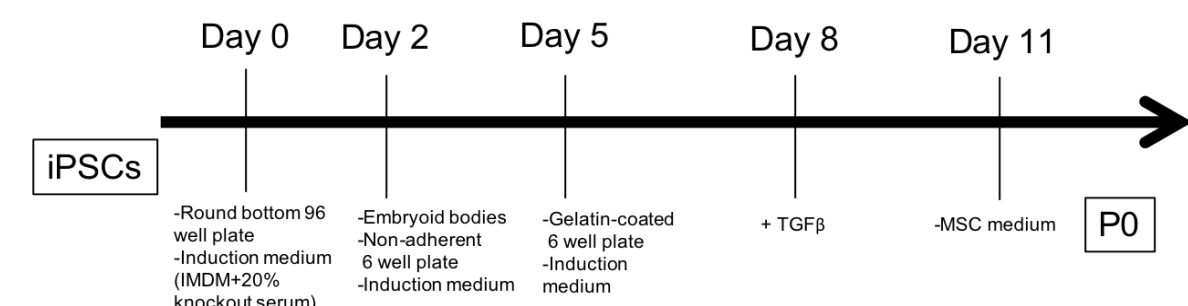 Day 0
Day 2
Day 5
Day 8
Day 11
iPSCs
-Round bottom 96
well plate
-Induction medium
(IMDM+20%
knockout serum)
-Embryoid bodies
-Non-adherent
6 well plate
-Induction medium
-Gelatin-coated
6 well plate
-Induction
medium
+ TGFβ
-MSC medium
P0